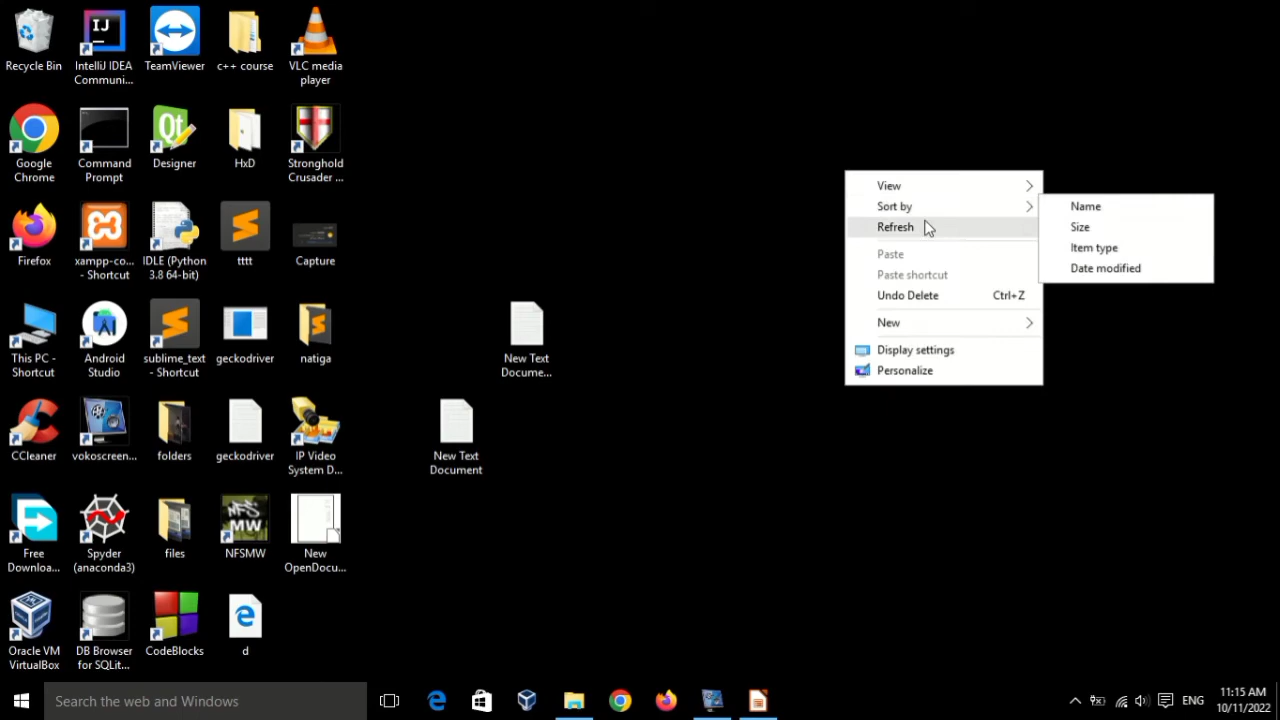 Recycle Bin
IntelliJ IDEA
Communi...
TeamViewer
c++ course
VLC media
player
Google
Chrome
Command
Prompt
Designer
HxD
Stronghold
Crusader ...
Firefox
xampp-co...
- Shortcut
IDLE (Python
3.8 64-bit)
tttt
Capture
This PC -
Shortcut
Android
Studio
sublime_text
- Shortcut
geckodriver
natiga
New Text
Docume...
CCleaner
vokoscreen...
folders
geckodriver
IP Video
System D...
New Text
Document
Free
Downloa...
Spyder
(anaconda3)
files
NFSMW
New
OpenDocu...
Oracle VM
VirtualBox
DB Browser
for SQLit...
CodeBlocks
d
View
Sort by
Refresh
Paste
Paste shortcut
Undo Delete Ctrl+Z
New
Display settings
Personalize
Name
Size
Item type
Date modified
Search the web and Windows
ENG
11:15 AM
10/11/2022
IJ
Qt
NFS
MW